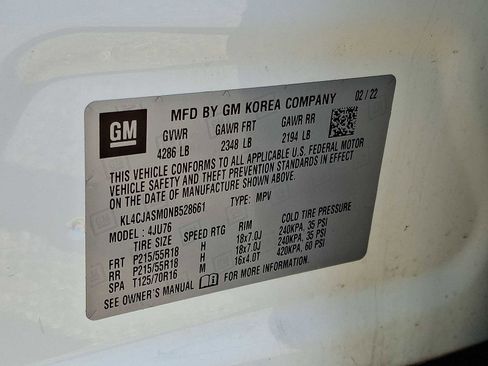 GM
MFD BY GM KOREA COMPANY 02 / 22
GVWR GAWR FRT GAWR RR
4286 LB 2348 LB 2194 LB
THIS VEHICLE CONFORMS TO ALL APPLICABLE U.S. FEDERAL MOTOR
VEHICLE SAFETY AND THEFT PREVENTION STANDARDS IN EFFECT
ON THE DATE OF MANUFACTURE SHOWN ABOVE.
KL4CJASM0NB528661 TYPE: MPV
MODEL: 4JU76
TIRE SIZE SPEED RTG RIM COLD TIRE PRESSURE
FRT P215/55R18 H 18x7.0J 240KPA, 35 PSI
RR P215/55R18 H 18x7.0J 240KPA, 35 PSI
SPA T125/70R16 M 16x4.0T 420KPA, 60 PSI
SEE OWNER'S MANUAL FOR MORE INFORMATION.